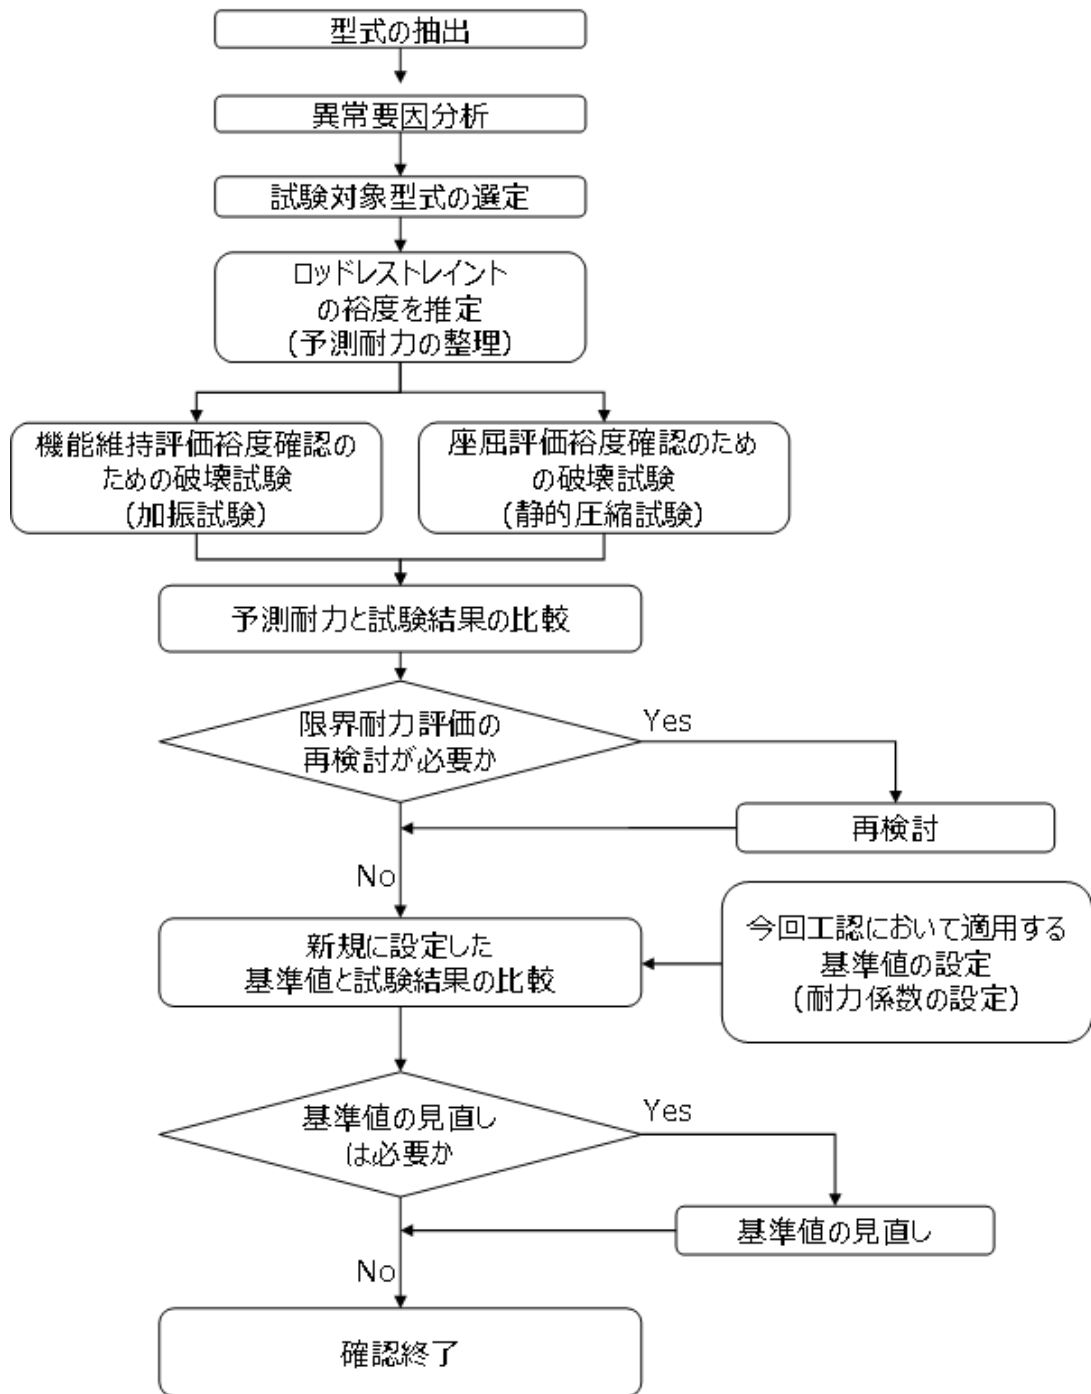 型式の抽出
異常要因分析
試験対象型式の選定
ロッドレストレイント
の裕度を推定
(予測耐力の整理)
機能維持評価裕度確認の
ための破壊試験
(加振試験)
座屈評価裕度確認のため
の破壊試験
(静的圧縮試験)
予測耐力と試験結果の比較
限界耐力評価の
再検討が必要か
Yes
再検討
No
今回工認において適用する
基準値の設定
(耐力係数の設定)
新規に設定した
基準値と試験結果の比較
基準値の見直し
は必要か
Yes
基準値の見直し
No
確認終了